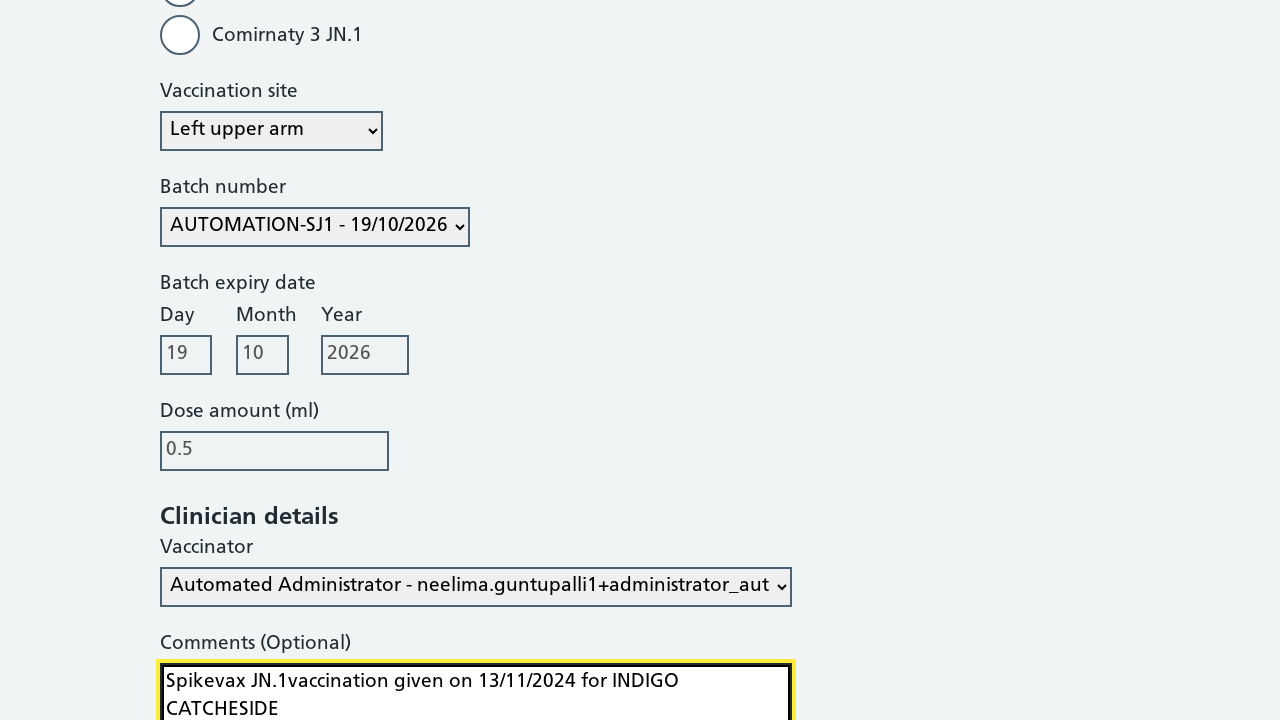 Comirnaty 3 JN.1
Vaccination site
Left upper arm
Batch number
AUTOMATION-SJ1 - 19/10/2026
Batch expiry date
Day Month Year
19 10 2026
Dose amount (ml)
0.5
Clinician details
Vaccinator
Automated Administrator - neelima.guntupalli1+administrator_aut
Comments (Optional)
Spikevax JN.1vaccination given on 13/11/2024 for INDIGO
CATCHESIDE